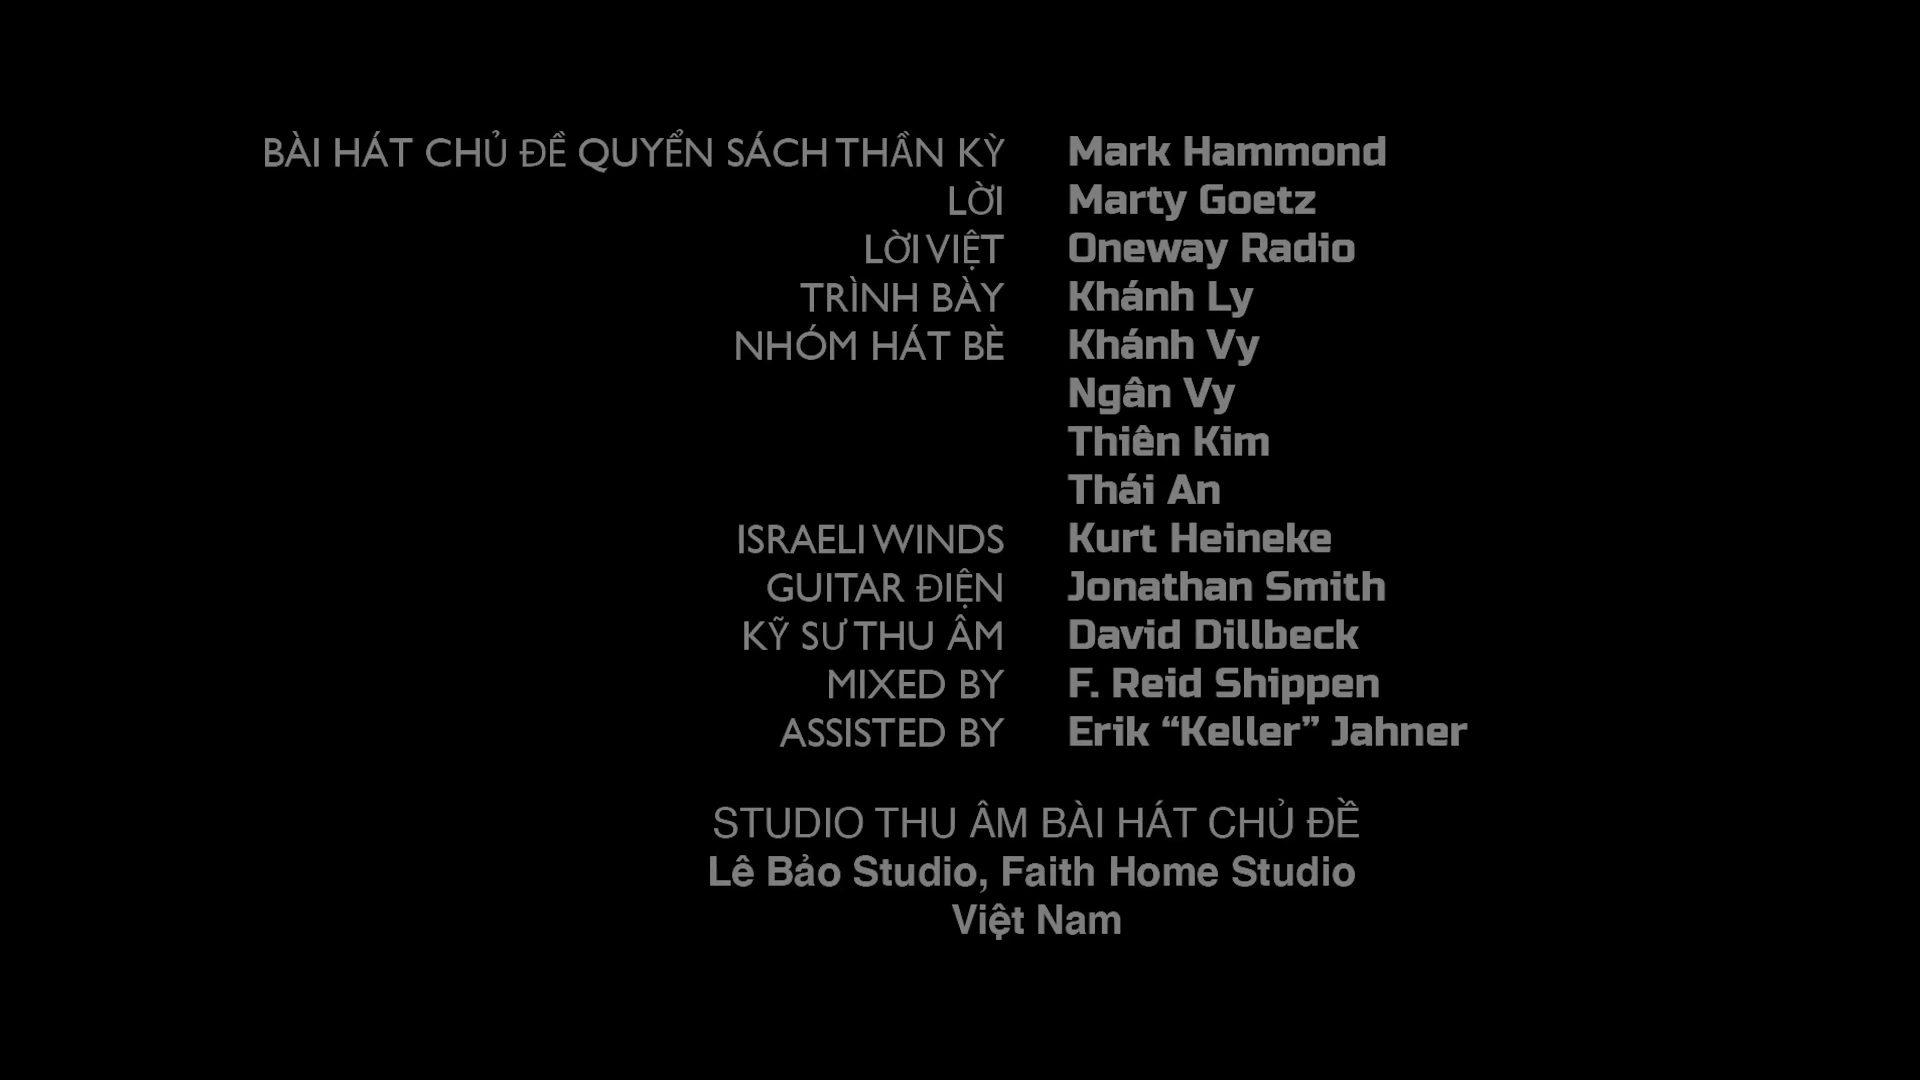 BÀI HÁT CHỦ ĐỀ QUYỂN SÁCH THẦN KỲ Mark Hammond
LỜI Marty Goetz
LỜI VIỆT Oneway Radio
TRÌNH BÀY Khánh Ly
NHÓM HÁT BÈ Khánh Vy
Ngân Vy
Thiên Kim
Thái An
ISRAELI WINDS Kurt Heineke
GUITAR ĐIỆN Jonathan Smith
KỸ SƯ THU ÂM David Dillbeck
MIXED BY F. Reid Shippen
ASSISTED BY Erik “Keller” Jahner
STUDIO THU ÂM BÀI HÁT CHỦ ĐỀ
Lê Bảo Studio, Faith Home Studio
Việt Nam